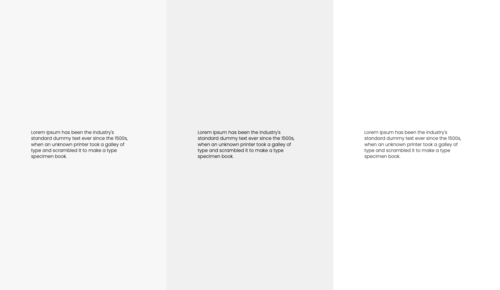 Lorem Ipsum has been the industry's
standard dummy text ever since the 1500s,
when an unknown printer took a galley of
type and scrambled it to make a type
specimen book.
Lorem Ipsum has been the industry's
standard dummy text ever since the 1500s,
when an unknown printer took a galley of
type and scrambled it to make a type
specimen book.
Lorem Ipsum has been the industry's
standard dummy text ever since the 1500s,
when an unknown printer took a galley of
type and scrambled it to make a type
specimen book.